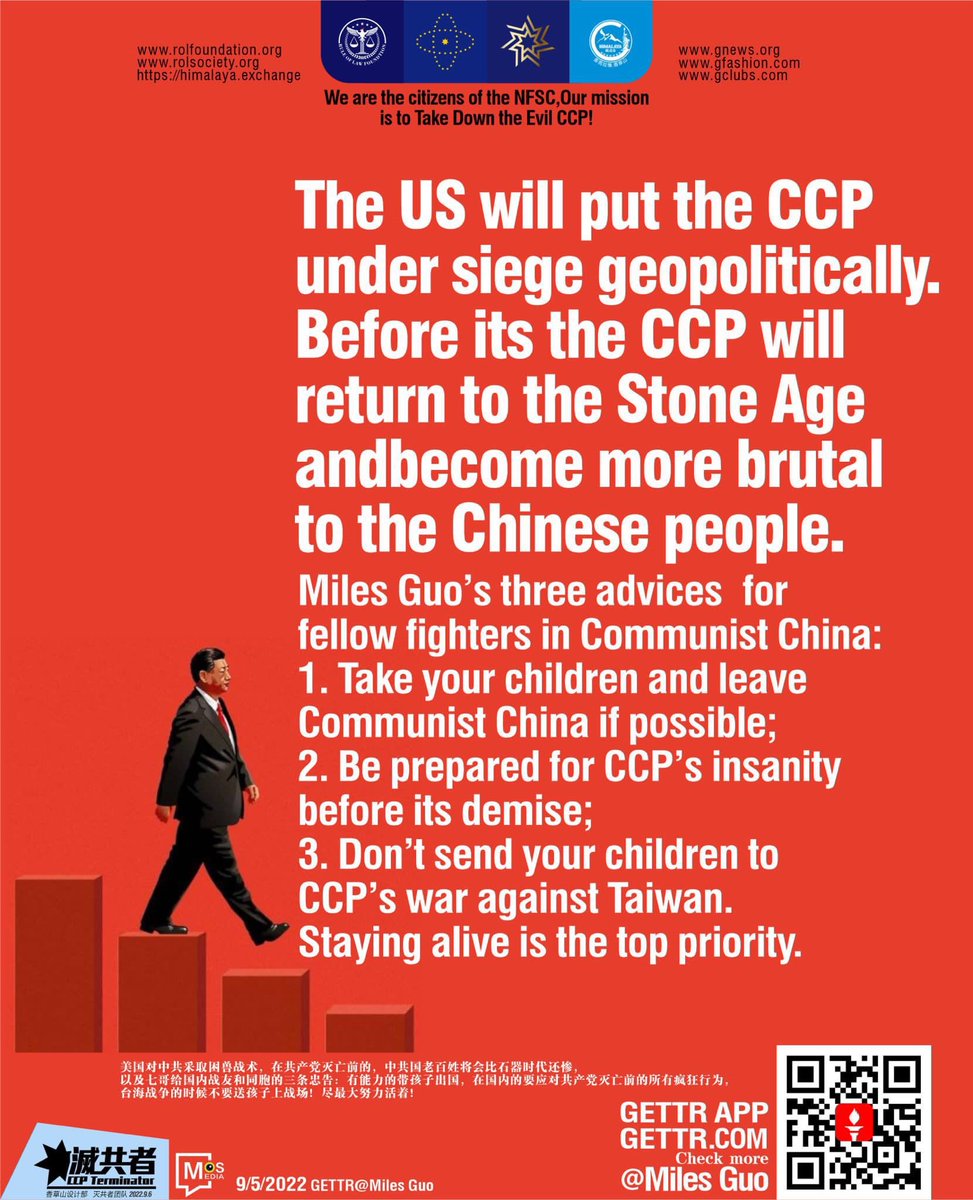 www.rolfoundation.org
www.rolsociety.org
https://himalaya.exchange
RULE OF LAW FOUNDATION
HIMALAYA
www.gnews.org
www.gfashion.com
www.gclubs.com
We are the citizens of the NFSC,Our mission
is to Take Down the Evil CCP!
The US will put the CCP
under siege geopolitically.
Before its the CCP will
return to the Stone Age
andbecome more brutal
to the Chinese people.
Miles Guo’s three advices for
fellow fighters in Communist China:
1. Take your children and leave
Communist China if possible;
2. Be prepared for CCP’s insanity
before its demise;
3. Don’t send your children to
CCP’s war against Taiwan.
Staying alive is the top priority.
美国对中共采取困兽战术，在共产党灭亡前的，中共国老百姓将会比石器时代还惨，
以及七哥给国内战友和同胞的三条忠告：有能力的带孩子出国，在国内的要应对共产党灭亡前的所有疯狂行为，
台海战争的时候不要送孩子上战场！尽最大努力活着！
GETTR APP
GETTR.COM
Check more
@Miles Guo
滅共者
CCP Terminator
香草山设计部 灭共者团队 2022.9.6
MOS
MEDIA
9/5/2022 GETTR@Miles Guo